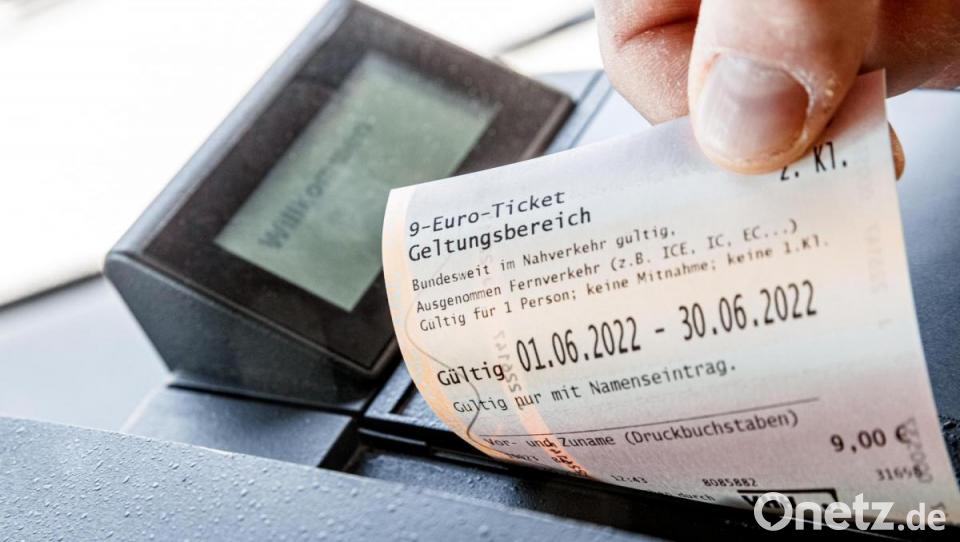 Willkommen
2. Kl.
9-Euro-Ticket
Geltungsbereich
Bundesweit im Nahverkehr gültig,
Ausgenommen Fernverkehr (z.B. ICE, IC, EC...)
Gültig für 1 Person; keine Mitnahme; keine 1.Kl.
Gültig 01.06.2022 - 30.06.2022
Gültig nur mit Namenseintrag.
Vor- und Zuname (Druckbuchstaben)
9,00 €
12:43 8085882
durch
Onetz.de